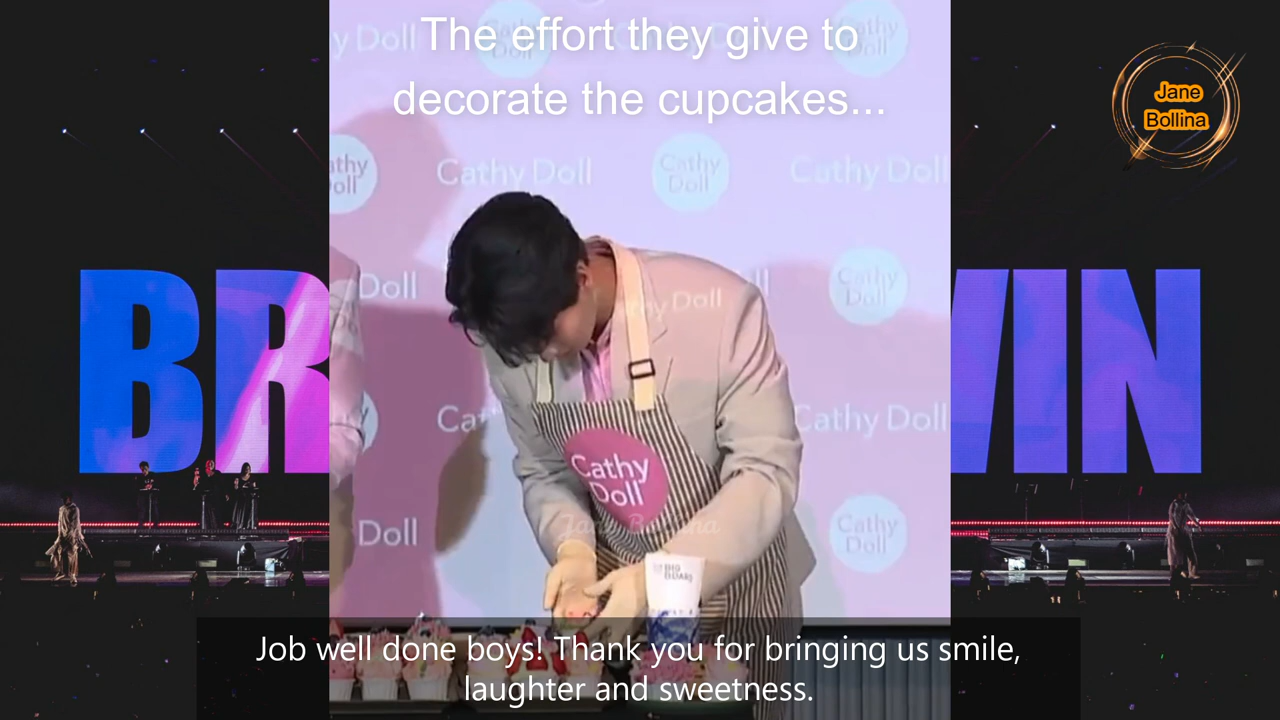 The effort they give to
decorate the cupcakes...
Jane
Bollina
y Doll
Cathy
Doll
Cathy Doll
Cathy
Doll
Cathy Doll
Doll
Cathy
Doll
BR
VIN
Cathy Doll
Cathy
Doll
Doll
Cathy
Doll
Job well done boys! Thank you for bringing us smile,
laughter and sweetness.